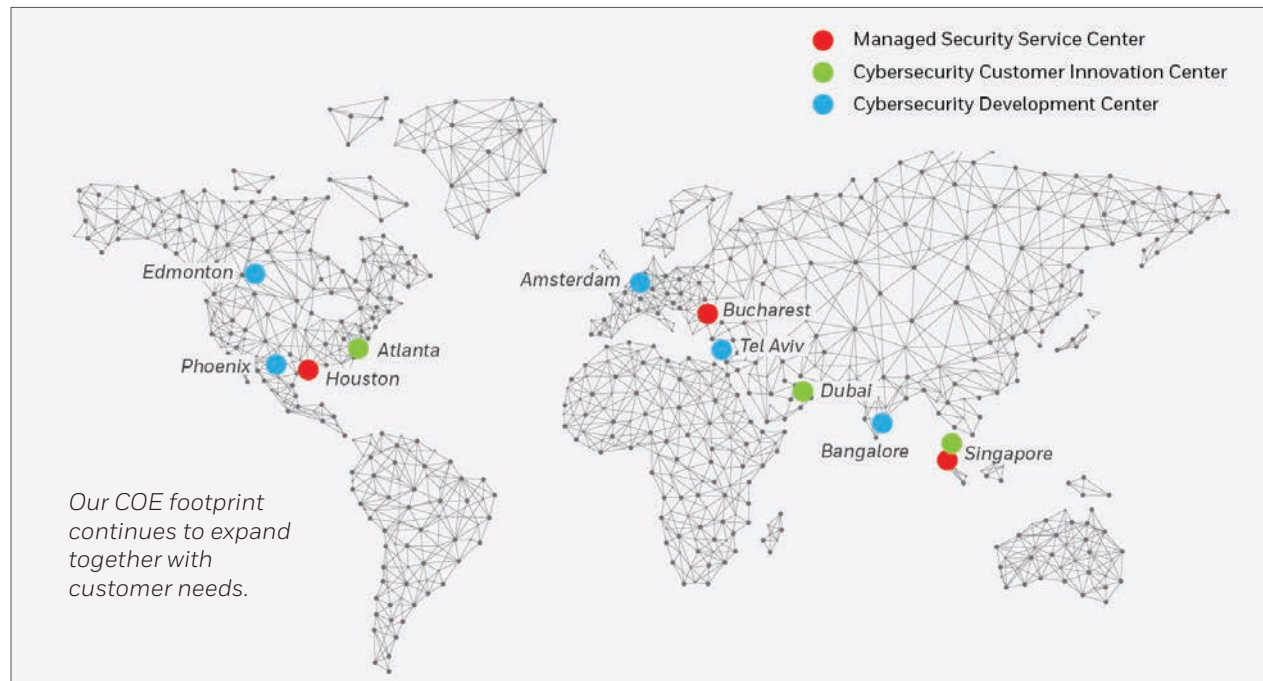 Managed Security Service Center
Cybersecurity Customer Innovation Center
Cybersecurity Development Center
Edmonton
Amsterdam
Bucharest
Atlanta
Tel Aviv
Phoenix
Houston
Dubai
Bangalore
Singapore
Our COE footprint
continues to expand
together with
customer needs.